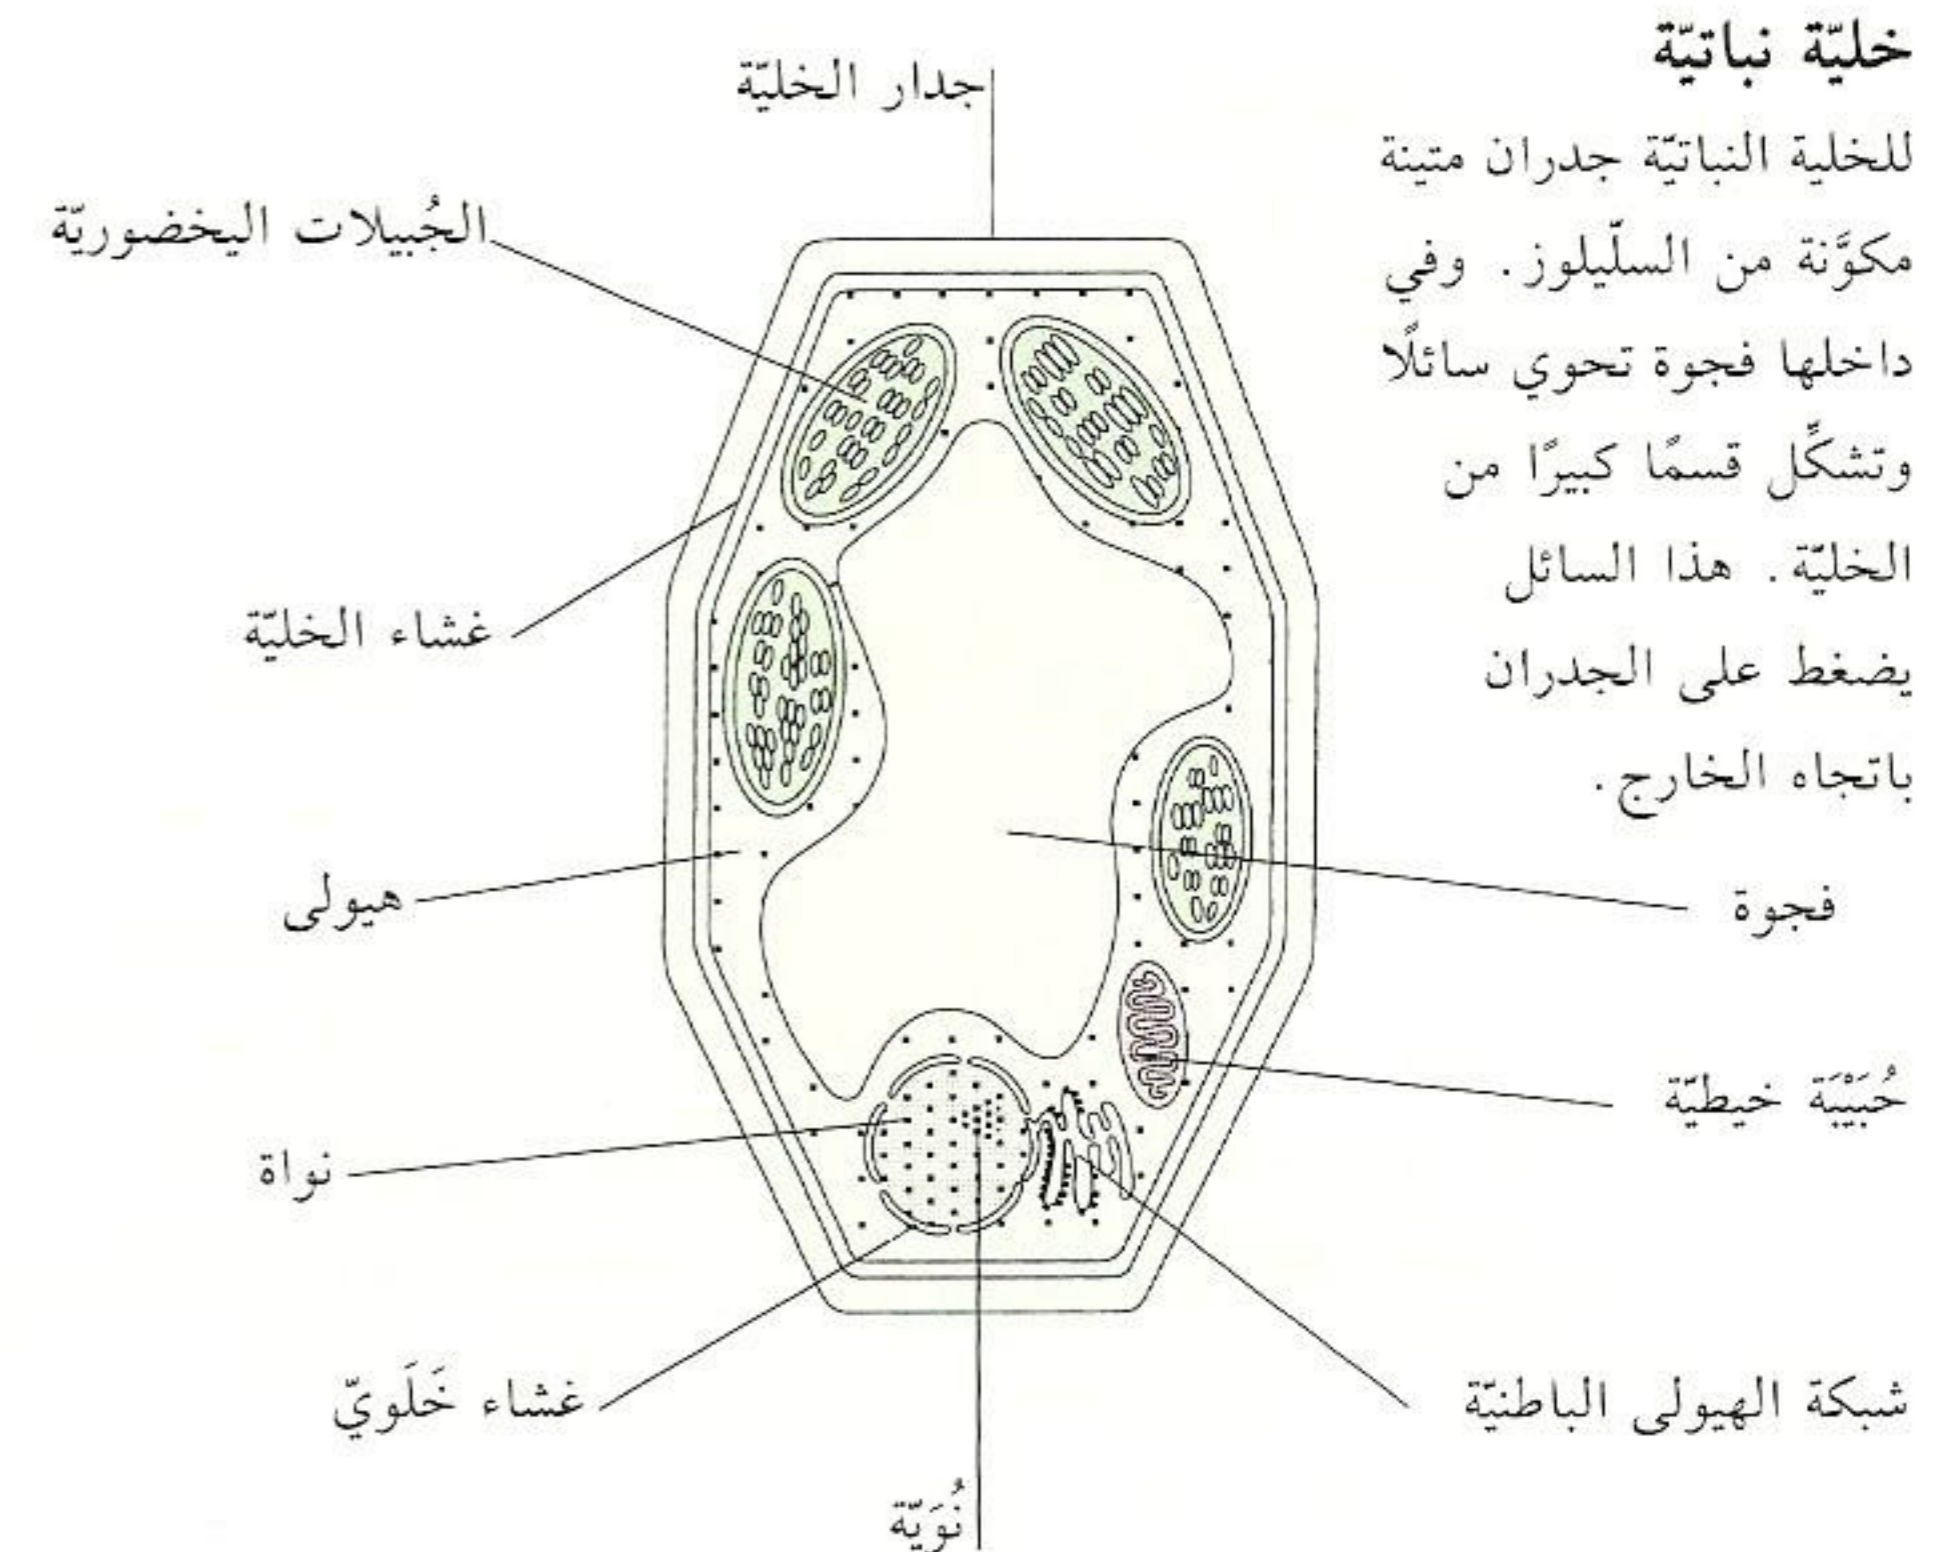 خليّة نباتيّة
للخلية النباتيّة جدران متينة
مكوَّنة من السلّيلوز. وفي
داخلها فجوة تحوي سائلًا
وتشكِّل قسمًا كبيرًا من
الخليّة. هذا السائل
يضغط على الجدران
باتجاه الخارج.
جدار الخليّة
الجُبيلات اليخضوريّة
غشاء الخليّة
هيولى
فجوة
حُبَيْبَة خيطيّة
نواة
شبكة الهيولى الباطنيّة
غشاء خَلَويّ
نُوَيّة